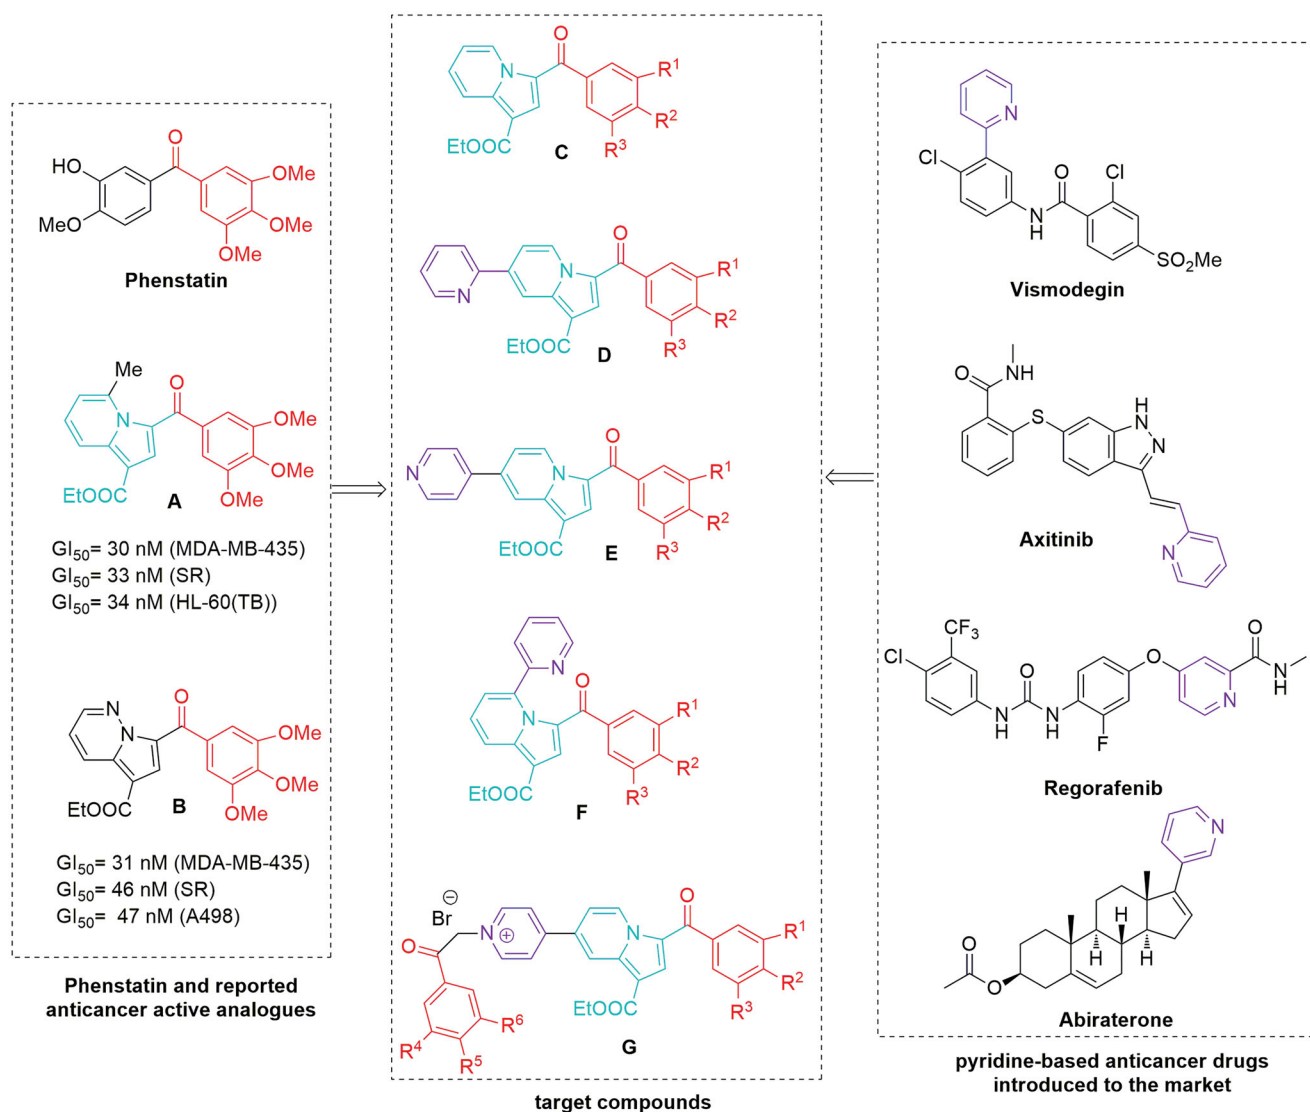 O
HO
MeO
OMe
OMe
OMe
Phenstatin
Me
O
N
OMe
OMe
OMe
EtOOC
A
GI50= 30 nM (MDA-MB-435)
GI50= 33 nM (SR)
GI50= 34 nM (HL-60(TB))
N
N
O
OMe
OMe
OMe
EtOOC
B
GI50= 31 nM (MDA-MB-435)
GI50= 46 nM (SR)
GI50= 47 nM (A498)
Phenstatin and reported
anticancer active analogues
O
N
R1
R2
R3
EtOOC
C
O
N
N
R1
R2
R3
EtOOC
D
O
N
N
R1
R2
R3
EtOOC
E
N
O
N
R1
R2
R3
EtOOC
F
Br ⊖
O
N
⊕
O
N
R1
R2
R3
EtOOC
R6
R4
R5
G
target compounds
N
Cl
O
Cl
N
H
SO2Me
Vismodegin
O
NH
S
H
N
N
N
Axitinib
CF3
Cl
O
N
H
N
H
F
O
O
N
H
N
Regorafenib
N
H
H
H
O
O
Abiraterone
pyridine-based anticancer drugs
introduced to the market